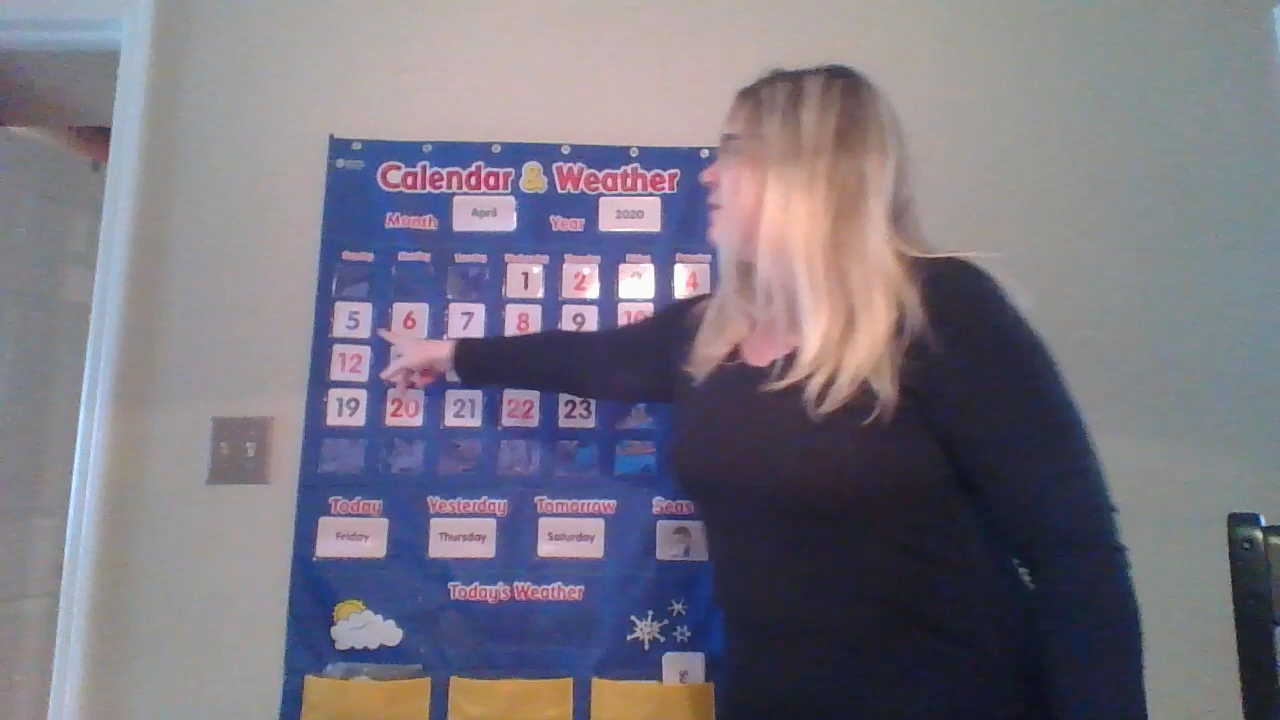 Calendar & Weather
Month April Year 2020
1 2 4
5 6 7 8 9 10
12
19 20 21 22 23
Today Yesterday Tomorrow
Friday Thursday Saturday
Today's Weather